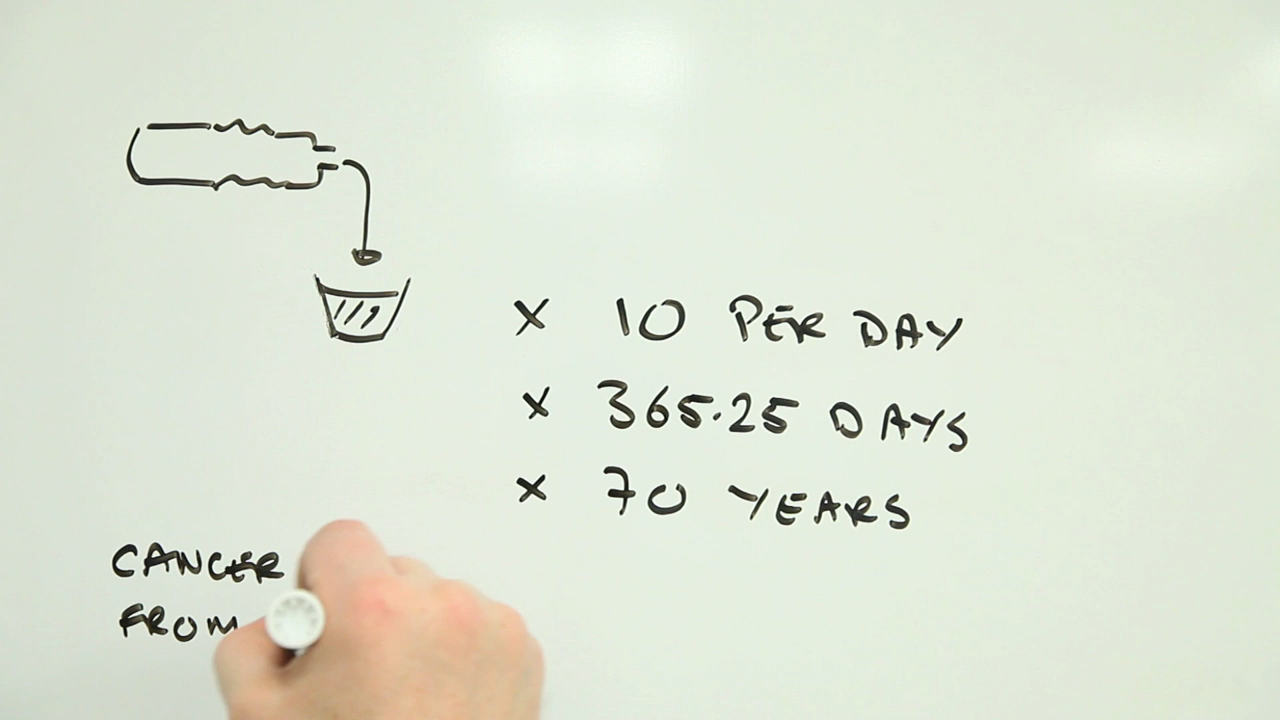 X 10 PER DAY
X 365.25 DAYS
X 70 YEARS
CANCER
FROM